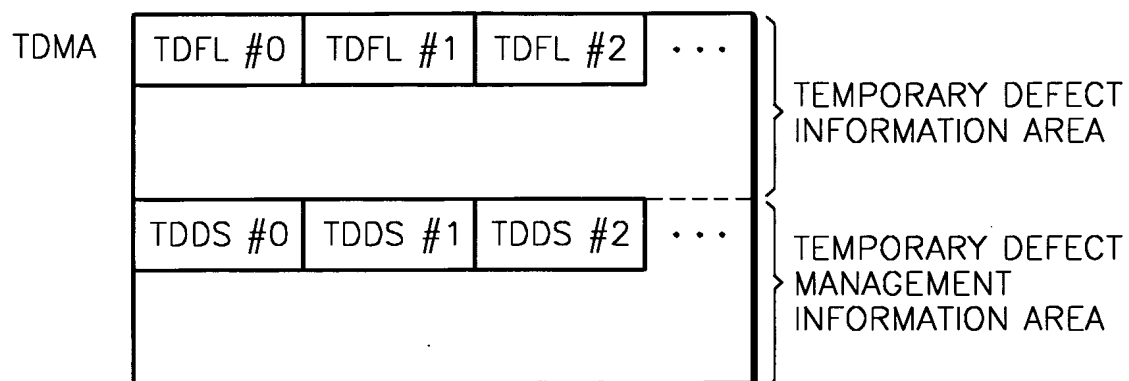 TDMA
TDFL #0 TDFL #1 TDFL #2 ...
TEMPORARY DEFECT
INFORMATION AREA
TDDS #0 TDDS #1 TDDS #2 ...
TEMPORARY DEFECT
MANAGEMENT
INFORMATION AREA